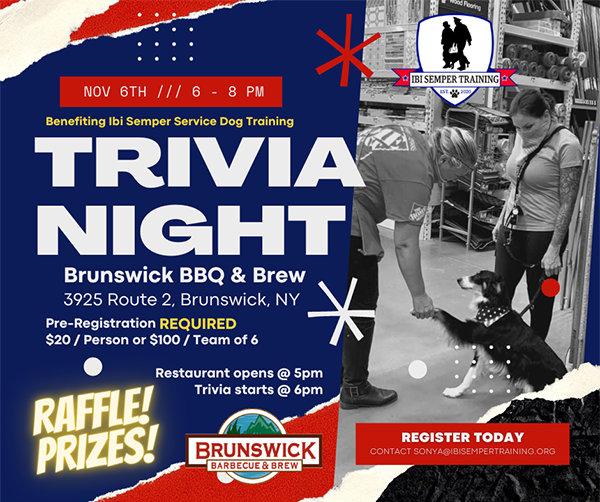 Wood Flooring
IBI SEMPER TRAINING
EST. 2020
NOV 6TH /// 6 - 8 PM
Benefiting Ibi Semper Service Dog Training
TRIVIA
NIGHT
Brunswick BBQ & Brew
3925 Route 2, Brunswick, NY
Pre-Registration REQUIRED
$20 / Person or $100 / Team of 6
Restaurant opens @ 5pm
Trivia starts @ 6pm
RAFFLE!
PRIZES!
BRUNSWICK
BARBECUE & BREW
REGISTER TODAY
CONTACT SONYA@IBISEMPERTRAINING.ORG